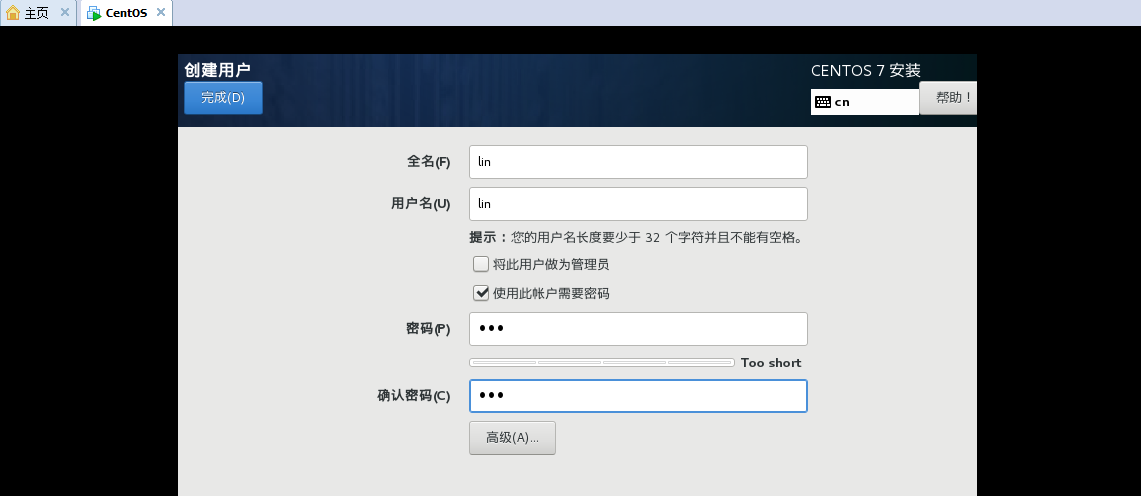 主页 CentOS
创建用户 CENTOS 7 安装
完成(D) cn 帮助！
全名(F) lin
用户名(U) lin
提示：您的用户名长度要少于 32 个字符并且不能有空格。
将此用户做为管理员
使用此帐户需要密码
密码(P) •••
Too short
确认密码(C) •••
高级(A)...